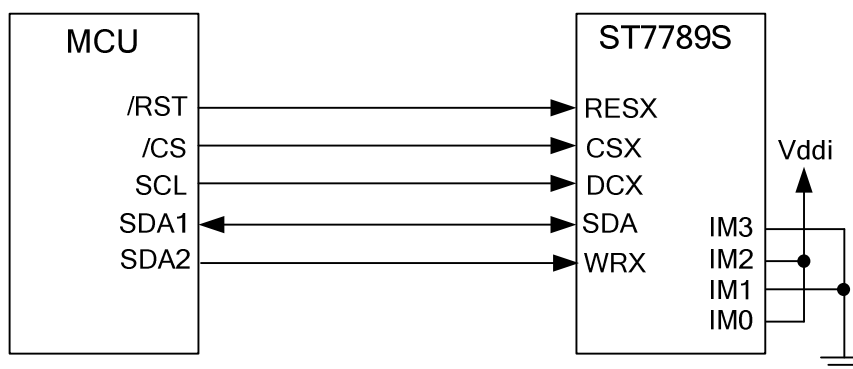 MCU
ST7789S
/RST
RESX
/CS
CSX
Vddi
SCL
DCX
SDA1
SDA
IM3
SDA2
WRX
IM2
IM1
IM0